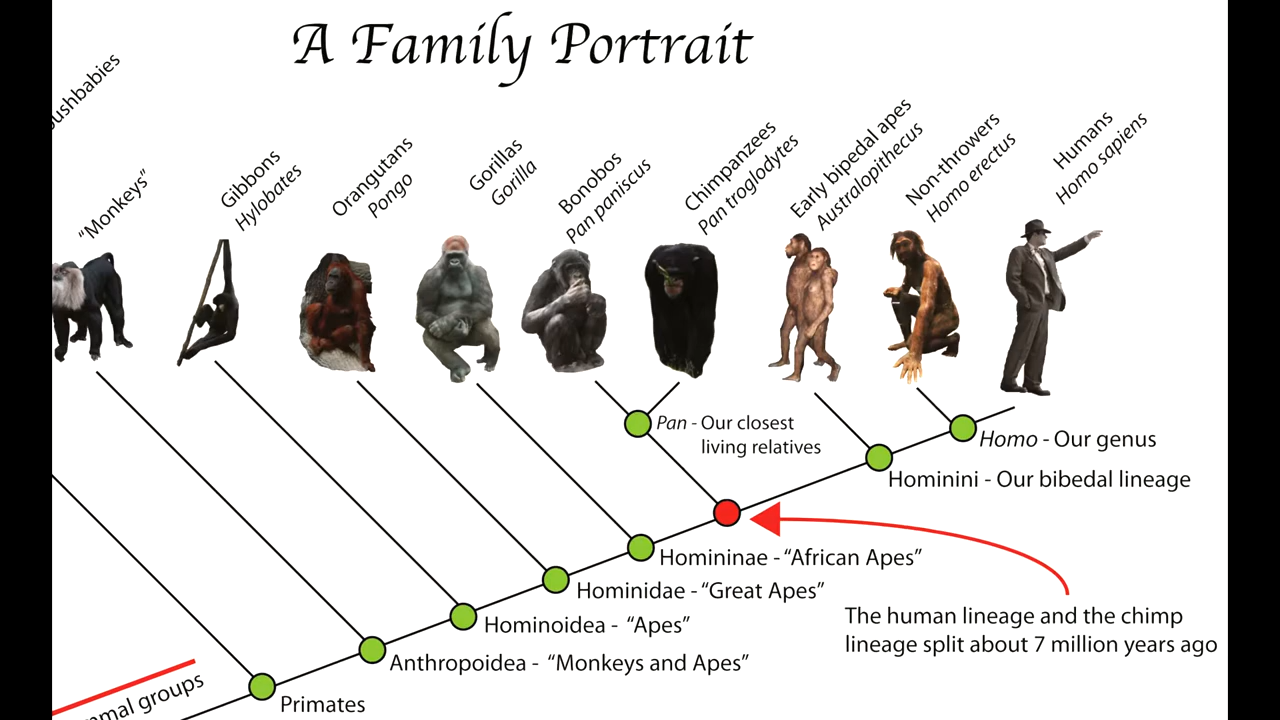 A Family Portrait
ushbabies
"Monkeys"
Gibbons
Hylobates
Orangutans
Pongo
Gorillas
Gorilla
Bonobos
Pan paniscus
Chimpanzees
Pan troglodytes
Early bipedal apes
Australopithecus
Non-throwers
Homo erectus
Humans
Homo sapiens
Pan - Our closest
living relatives
Homo - Our genus
Hominini - Our bibedal lineage
Homininae - "African Apes"
Hominidae - "Great Apes"
Hominoidea - "Apes"
Anthropoidea - "Monkeys and Apes"
Primates
The human lineage and the chimp
lineage split about 7 million years ago
mmal groups